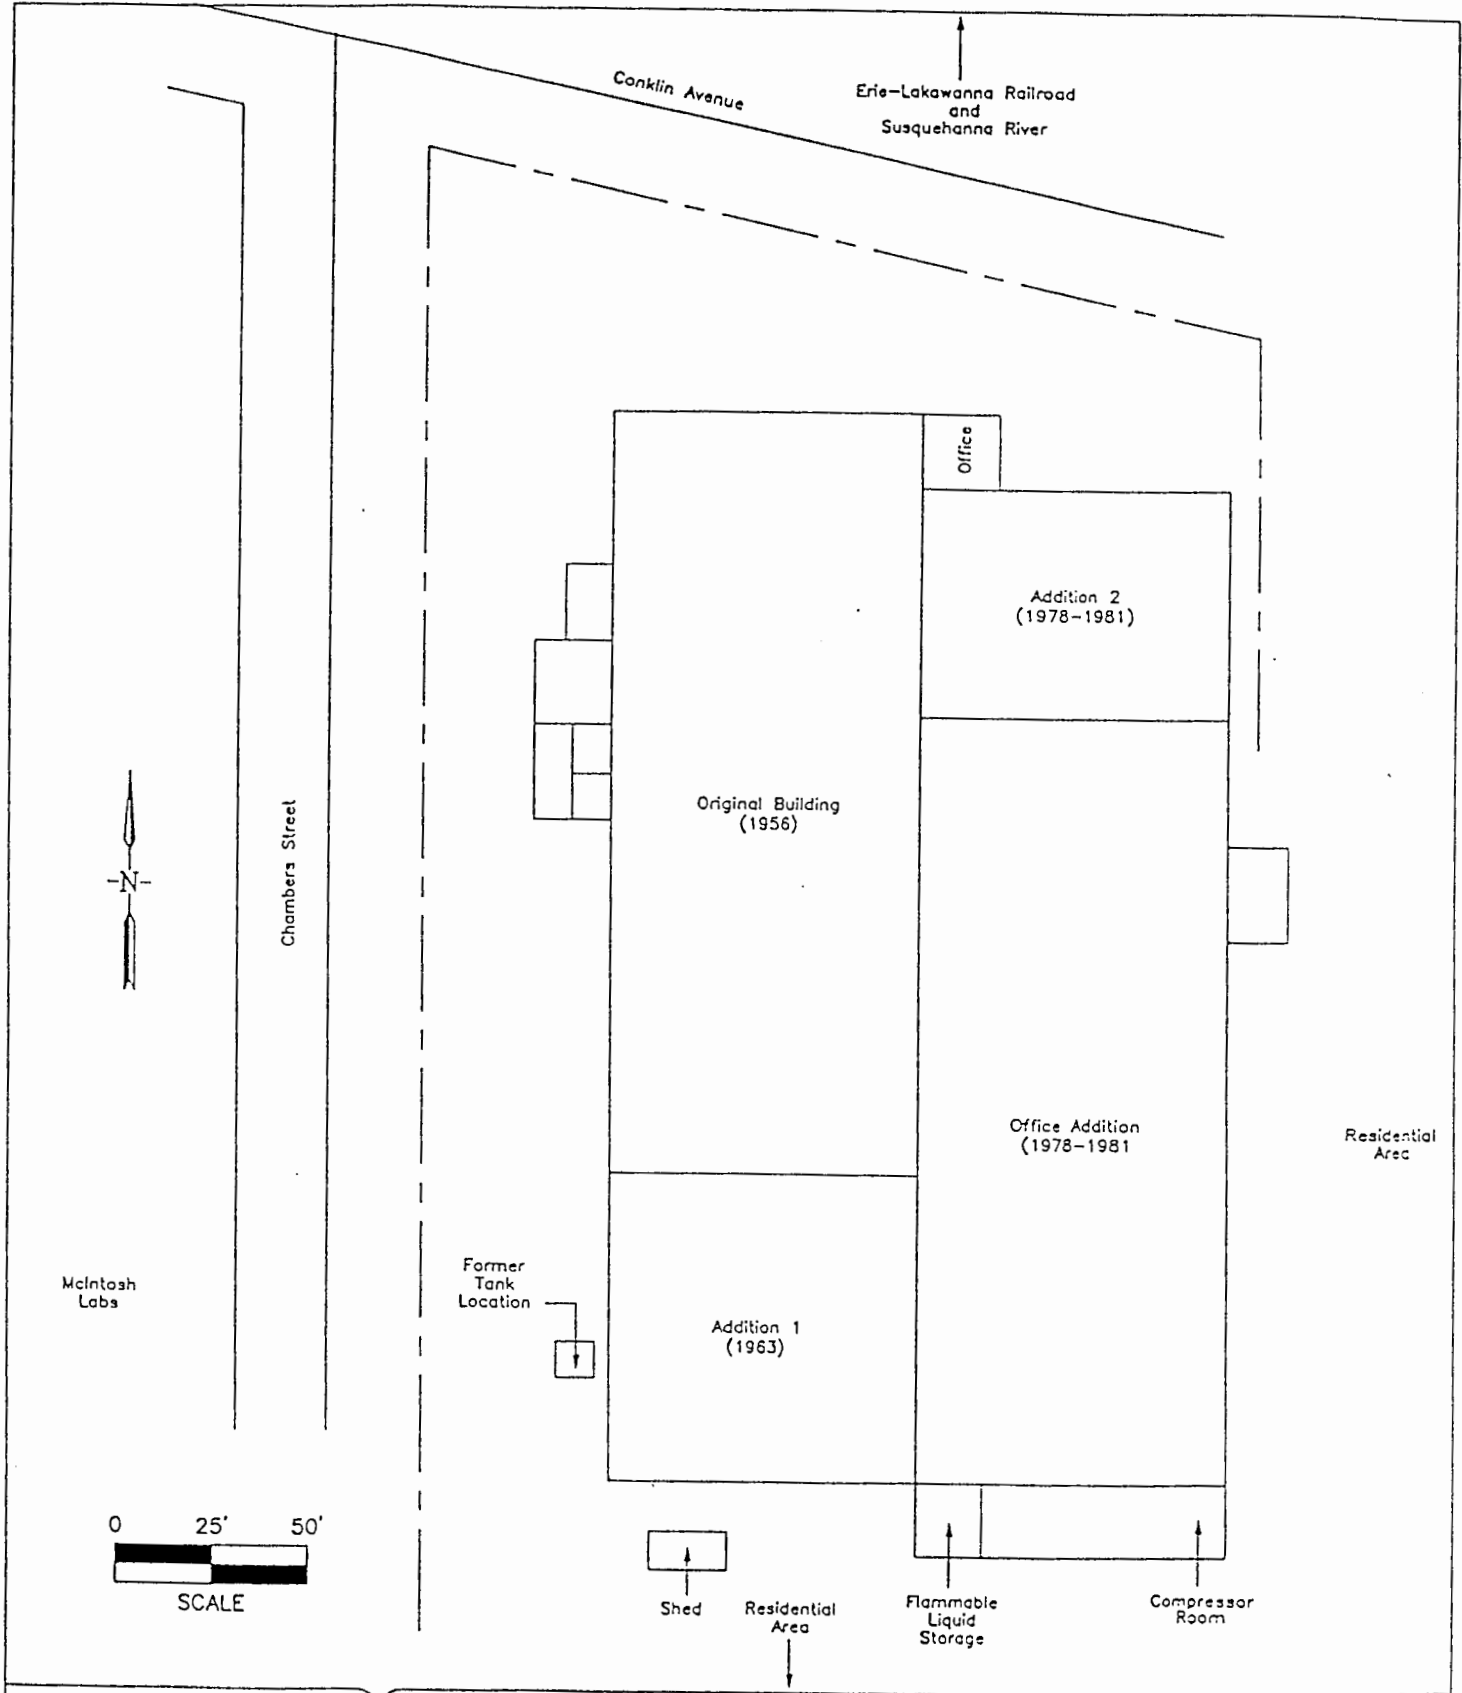 Conklin Avenue
Erie-Lakawanna Railroad
and
Susquehanna River
Office
Addition 2
(1978-1981)
Original Building
(1956)
Chambers Street
-N-
Office Addition
(1978-1981
Residential
Area
Former
Tank
Location
McIntosh
Labs
Addition 1
(1963)
0 25' 50'
SCALE
Shed
Residential
Area
Flammable
Liquid
Storage
Compressor
Room